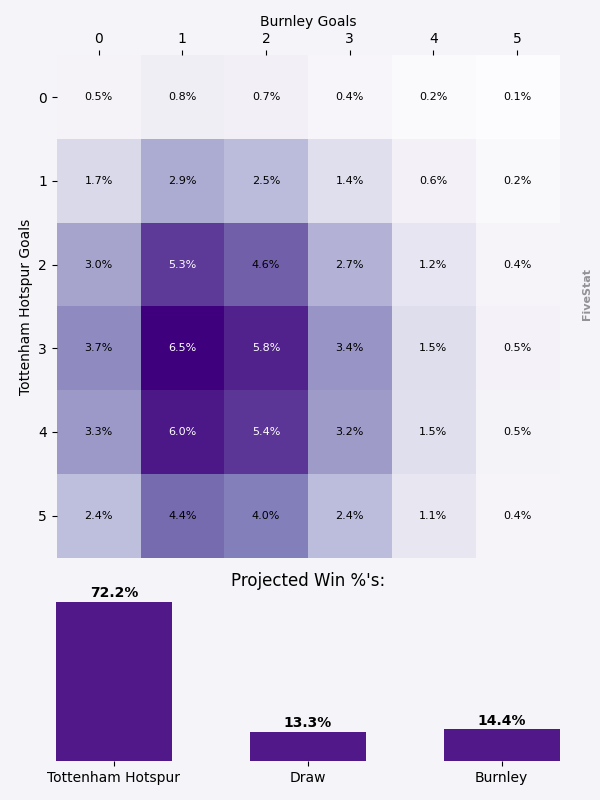 Burnley Goals
0 1 2 3 4 5
0 0.5% 0.8% 0.7% 0.4% 0.2% 0.1%
1 1.7% 2.9% 2.5% 1.4% 0.6% 0.2%
2 3.0% 5.3% 4.6% 2.7% 1.2% 0.4%
3 3.7% 6.5% 5.8% 3.4% 1.5% 0.5%
4 3.3% 6.0% 5.4% 3.2% 1.5% 0.5%
5 2.4% 4.4% 4.0% 2.4% 1.1% 0.4%
Tottenham Hotspur Goals
FiveStat
Projected Win %'s:
72.2%
13.3%
14.4%
Tottenham Hotspur Draw Burnley